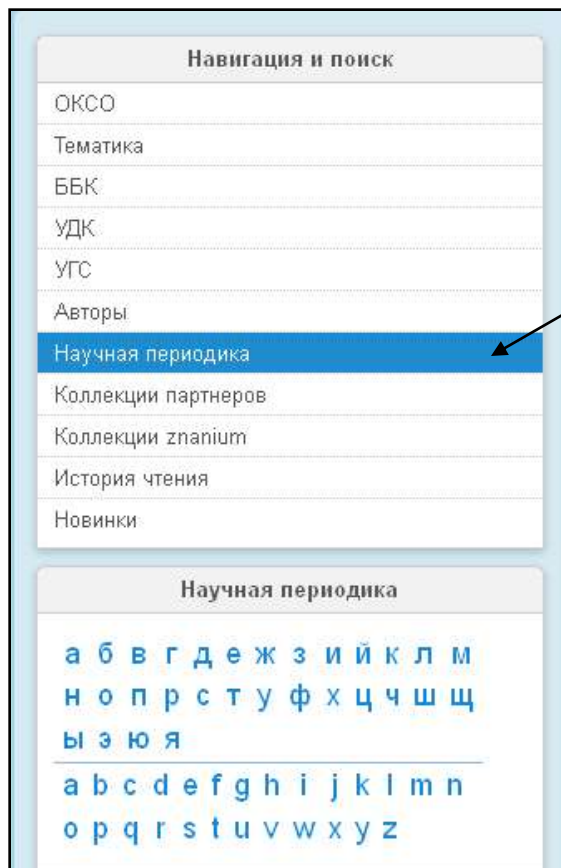 Навигация и поиск
ОКСО
Тематика
ББК
УДК
УГС
Авторы
Научная периодика
Коллекции партнеров
Коллекции znanium
История чтения
Новинки
Научная периодика
а б в г д е ж з и й к л м
н о п р с т у ф х ц ч ш щ
ы э ю я
a b c d e f g h i j k l m n
o p q r s t u v w x y z